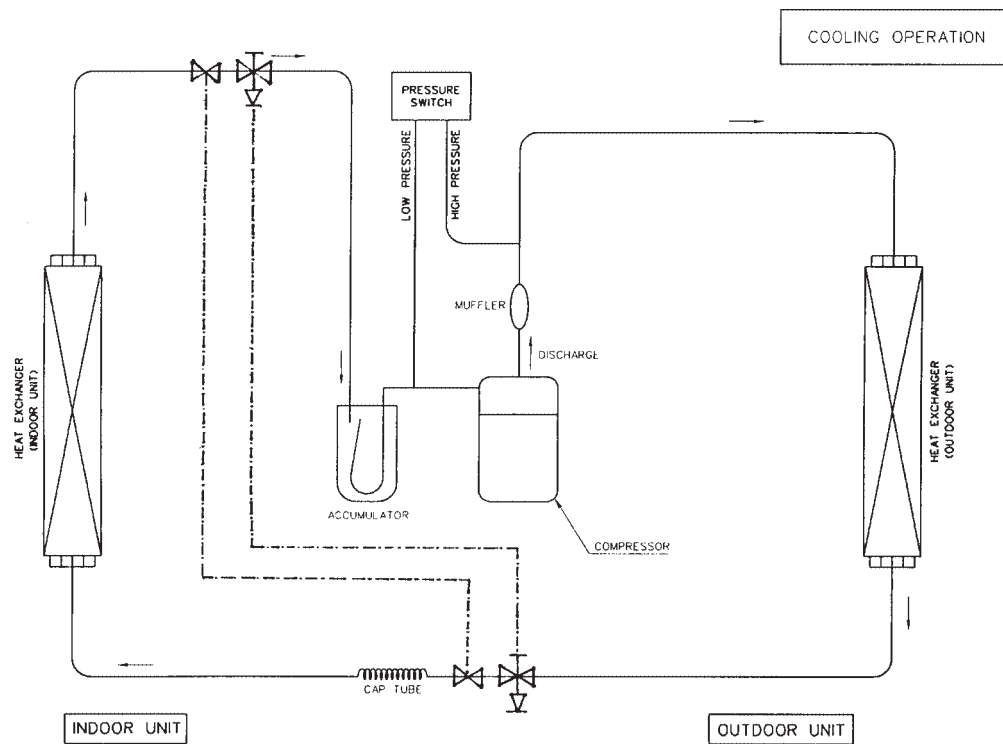 COOLING OPERATION
PRESSURE
SWITCH
LOW PRESSURE
HIGH PRESSURE
MUFFLER
DISCHARGE
HEAT EXCHANGER
(INDOOR UNIT)
HEAT EXCHANGER
(OUTDOOR UNIT)
ACCUMULATOR
COMPRESSOR
CAP TUBE
INDOOR UNIT
OUTDOOR UNIT